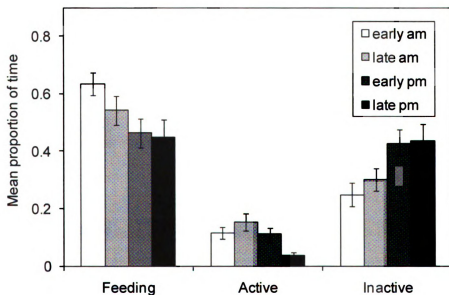 0.8
0.6
0.4
0.2
0
Mean proportion of time
early am
late am
early pm
late pm
Feeding Active Inactive